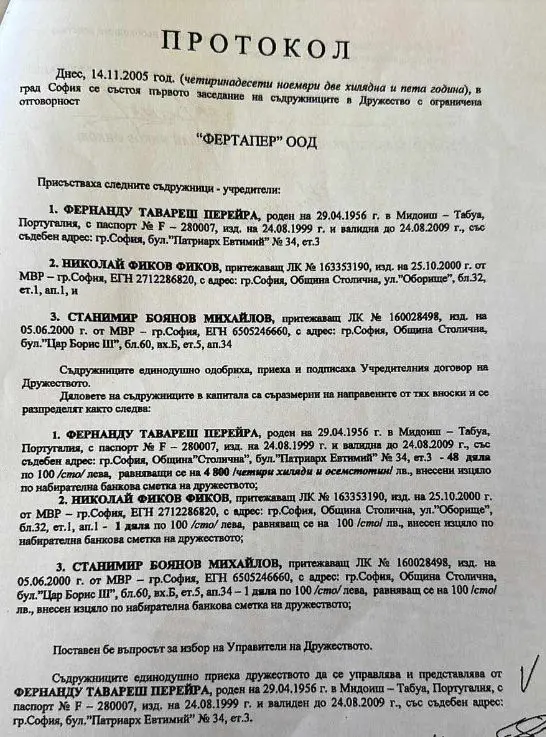 ПРОТОКОЛ
Днес, 14.11.2005 год. (четиринадесети ноември две хилядна и пета година), в
град София се състоя първото заседание на съдружниците в Дружество с ограничена
отговорност
"ФЕРТАПЕР" ООД
Присъстваха следните съдружници - учредители:
1. ФЕРНАНДУ ТАВАРЕШ ПЕРЕЙРА, роден на 29.04.1956 г. в Мидоиш – Табуа,
Португалия, с паспорт № F – 280007, изд. на 24.08.1999 г. и валидна до 24.08.2009 г., със
съдебен адрес: гр.София, бул."Патриарх Евтимий" № 34, ет.3
2. НИКОЛАЙ ФИКОВ ФИКОВ, притежаващ ЛК № 163353190, изд. на 25.10.2000 г. от
МВР – гр.София, ЕГН 2712286820, с адрес: гр.София, Община Столична, ул."Оборище", бл.32,
ет.1, ап.1, и
3. СТАНИМИР БОЯНОВ МИХАЙЛОВ, притежаващ ЛК № 160028498, изд. на
05.06.2000 г. от МВР – гр.София, ЕГН 6505246660, с адрес: гр.София, Община Столична,
бул."Цар Борис III", бл.60, вх.Б, ет.5, ап.34
Съдружниците единодушно одобриха, приеха и подписаха Учредителния договор на
Дружеството.
Дяловете на съдружниците в капитала са съразмерни на направените от тях вноски и се
разпределят както следва:
1. ФЕРНАНДУ ТАВАРЕШ ПЕРЕЙРА, роден на 29.04.1956 г. в Мидоиш – Табуа,
Португалия, с паспорт № F – 280007, изд. на 24.08.1999 г. и валидна до 24.08.2009 г., със
съдебен адрес: гр.София, Община"Столична", бул."Патриарх Евтимий" № 34, ет.3 - 48 дяла
по 100 /сто/ лева, равняващи се на 4 800 /четири хиляди и осемстотин/ лв., внесени изцяло
по набирателна банкова сметка на дружеството;
2. НИКОЛАЙ ФИКОВ ФИКОВ, притежаващ ЛК № 163353190, изд. на 25.10.2000 г.
от МВР – гр.София, ЕГН 2712286820, с адрес: гр.София, Община Столична, ул."Оборище",
бл.32, ет.1, ап.1 - 1 дяла по 100 /сто/ лева, равняващ се на 100 /сто/ лв., внесен изцяло по
набирателна банкова сметка на дружеството;
3. СТАНИМИР БОЯНОВ МИХАЙЛОВ, притежаващ ЛК № 160028498, изд. на
05.06.2000 г. от МВР – гр.София, ЕГН 6505246660, с адрес: гр.София, Община Столична,
бул."Цар Борис III", бл.60, вх.Б, ет.5, ап.34 – 1 дяла по 100 /сто/ лева, равняващ се на 100 /сто/
лв., внесен изцяло по набирателна банкова сметка на дружеството;
Поставен бе въпросът за избор на Управители на Дружеството.
Съдружниците единодушно приеха дружеството да се управлява и представлява от
ФЕРНАНДУ ТАВАРЕШ ПЕРЕЙРА, роден на 29.04.1956 г. в Мидоиш – Табуа, Португалия, с
паспорт № F – 280007, изд. на 24.08.1999 г. и валиден до 24.08.2009 г., със съдебен адрес:
гр.София, бул."Патриарх Евтимий" № 34, ет.3.